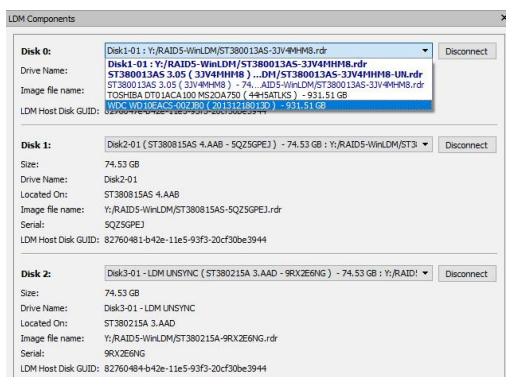 LDM Components
Disk 0: Disk1-01 : Y:/RAID5-WinLDM/ST380013AS-3JV4MHM8.rdr Disconnect
Disk1-01 : Y:/RAID5-WinLDM/ST380013AS-3JV4MHM8.rdr
Drive Name: ST380013AS 3.05 ( 3JV4MHM8 ) ...DM/ST380013AS-3JV4MHM8-UN.rdr
ST380013AS 3.05 ( 3JV4MHM8 ) - 74....AID5-WinLDM/ST380013AS-3JV4MHM8.rdr
Image file name: TOSHIBA DT01ACA100 MS2OA750 ( 44H5ATLKS ) - 931.51 GB
WDC WD10EACS-00ZJB0 ( 20131218013D ) - 931.51 GB
LDM Host Disk GUID:
Disk 1: Disk2-01 ( ST380815AS 4.AAB - 5QZ5GPEJ ) - 74.53 GB : Y:/RAID5-WinLDM/ST3 Disconnect
Size: 74.53 GB
Drive Name: Disk2-01
Located On: ST380815AS 4.AAB
Image file name: Y:/RAID5-WinLDM/ST380815AS-5QZ5GPEJ.rdr
Serial: 5QZ5GPEJ
LDM Host Disk GUID: 82760481-b42e-11e5-93f3-20cf30be3944
Disk 2: Disk3-01 - LDM UNSYNC ( ST380215A 3.AAD - 9RX2E6NG ) - 74.53 GB : Y:/RAID! Disconnect
Size: 74.53 GB
Drive Name: Disk3-01 - LDM UNSYNC
Located On: ST380215A 3.AAD
Image file name: Y:/RAID5-WinLDM/ST380215A-9RX2E6NG.rdr
Serial: 9RX2E6NG
LDM Host Disk GUID: 82760484-b42e-11e5-93f3-20cf30be3944